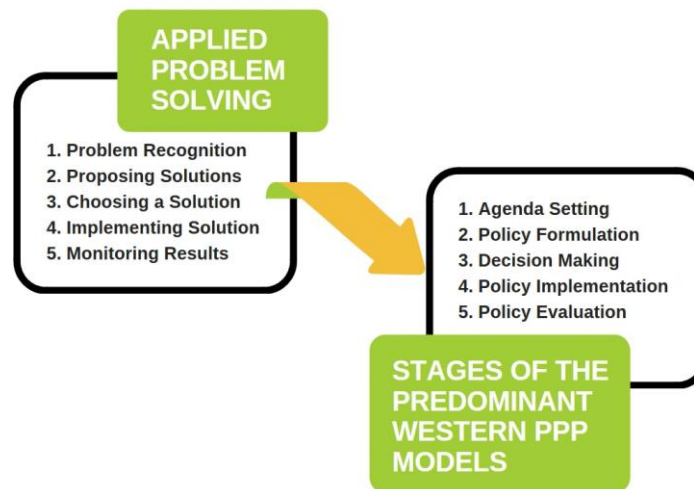 APPLIED
PROBLEM
SOLVING
1. Problem Recognition
2. Proposing Solutions
3. Choosing a Solution
4. Implementing Solution
5. Monitoring Results
1. Agenda Setting
2. Policy Formulation
3. Decision Making
4. Policy Implementation
5. Policy Evaluation
STAGES OF THE
PREDOMINANT
WESTERN PPP
MODELS